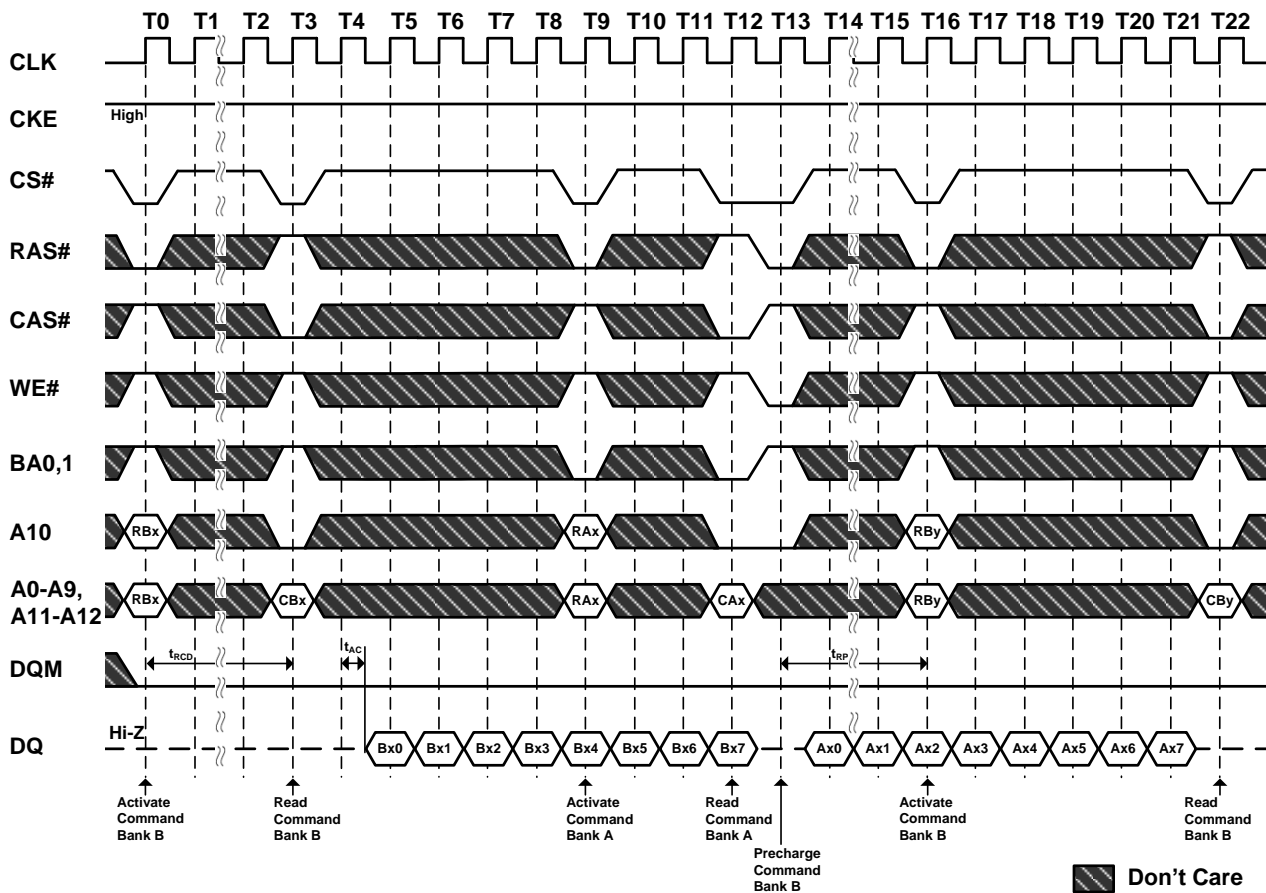 T0 T1 T2 T3 T4 T5 T6 T7 T8 T9 T10 T11 T12 T13 T14 T15 T16 T17 T18 T19 T20 T21 T22
CLK
CKE High
CS#
RAS#
CAS#
WE#
BA0,1
A10 RBx RAx RBy
A0-A9,
A11-A12 RBx CBx RAx CAx RBy CBy
DQM tRCD tAC tRP
DQ Hi-Z Bx0 Bx1 Bx2 Bx3 Bx4 Bx5 Bx6 Bx7 Ax0 Ax1 Ax2 Ax3 Ax4 Ax5 Ax6 Ax7
Activate
Command
Bank B
Read
Command
Bank B
Activate
Command
Bank A
Read
Command
Bank A
Precharge
Command
Bank B
Activate
Command
Bank B
Read
Command
Bank B
Don't Care